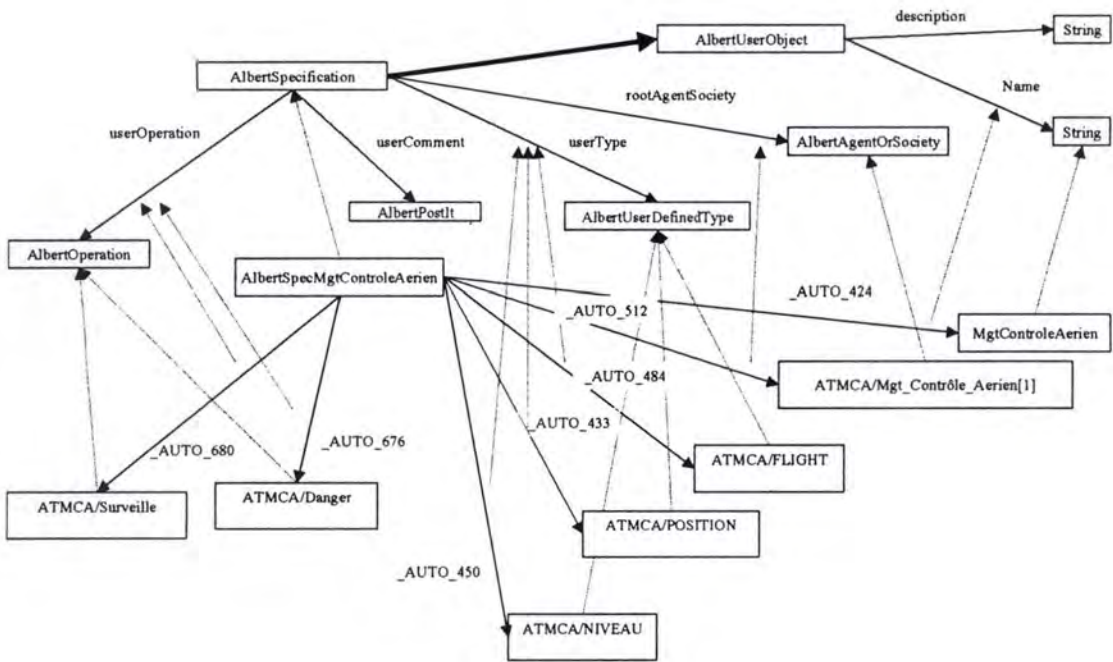 description
String
AlbertUserObject
AlbertSpecification
Name
rootAgentSociety
userOperation
String
userComment
userType
AlbertAgentOrSociety
AlbertPostIt
AlbertUserDefinedType
AlbertOperation
AlbertSpecMgtControleAerien
_AUTO_424
_AUTO_512
MgtControleAerien
_AUTO_484
ATMCA/Mgt_Contrôle_Aerien[1]
_AUTO_433
_AUTO_680
_AUTO_676
ATMCA/FLIGHT
ATMCA/Surveille
ATMCA/Danger
ATMCA/POSITION
_AUTO_450
ATMCA/NIVEAU